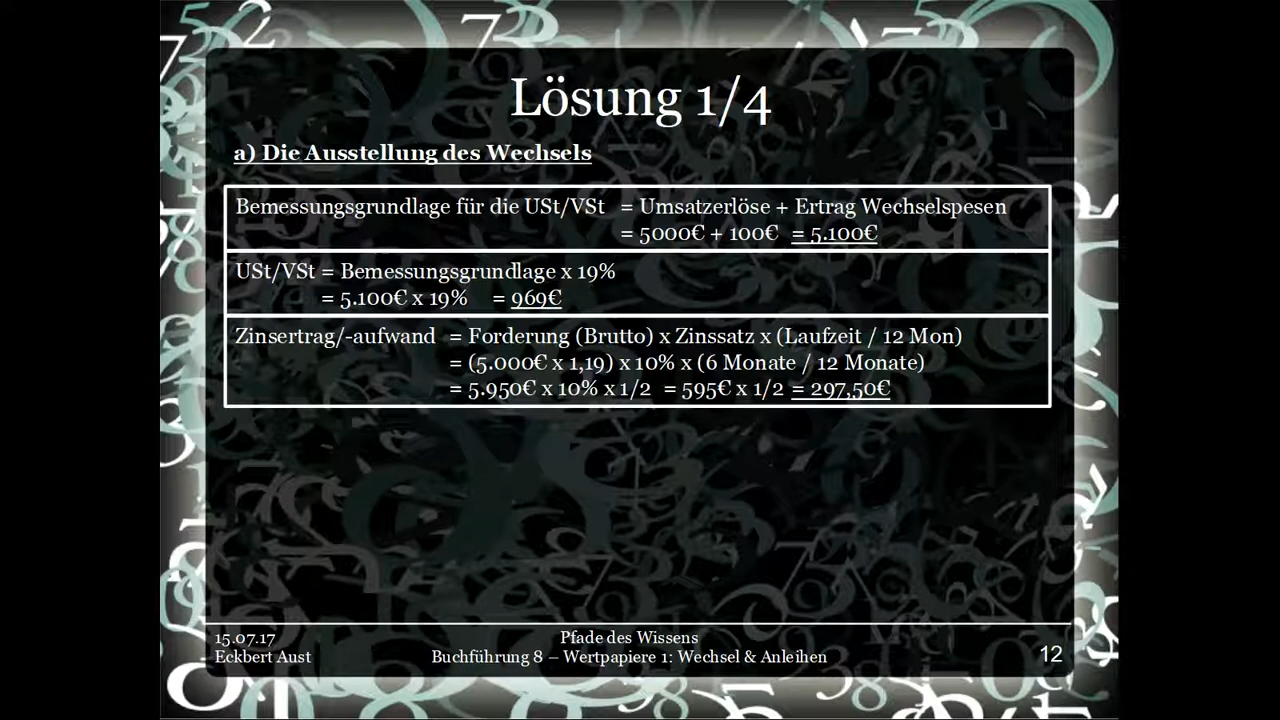 Lösung 1/4
a) Die Ausstellung des Wechsels
Bemessungsgrundlage für die USt/VSt = Umsatzerlöse + Ertrag Wechselspesen
= 5000€ + 100€ = 5.100€
USt/VSt = Bemessungsgrundlage x 19%
= 5.100€ x 19% = 969€
Zinsertrag/-aufwand = Forderung (Brutto) x Zinssatz x (Laufzeit / 12 Mon)
= (5.000€ x 1,19) x 10% x (6 Monate / 12 Monate)
= 5.950€ x 10% x 1/2 = 595€ x 1/2 = 297,50€
15.07.17
Eckbert Aust
Pfade des Wissens
Buchführung 8 – Wertpapiere 1: Wechsel & Anleihen
12